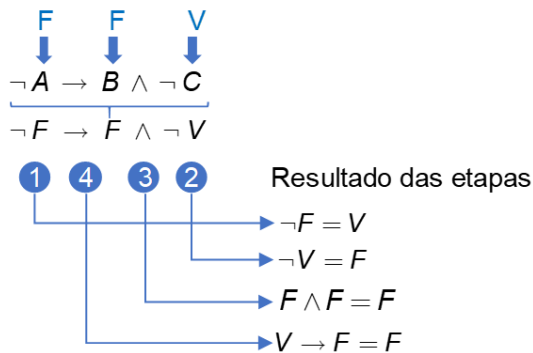 F F V
¬ A → B ∧ ¬ C
¬ F → F ∧ ¬ V
1 4 3 2 Resultado das etapas
¬F = V
¬V = F
F ∧ F = F
V → F = F